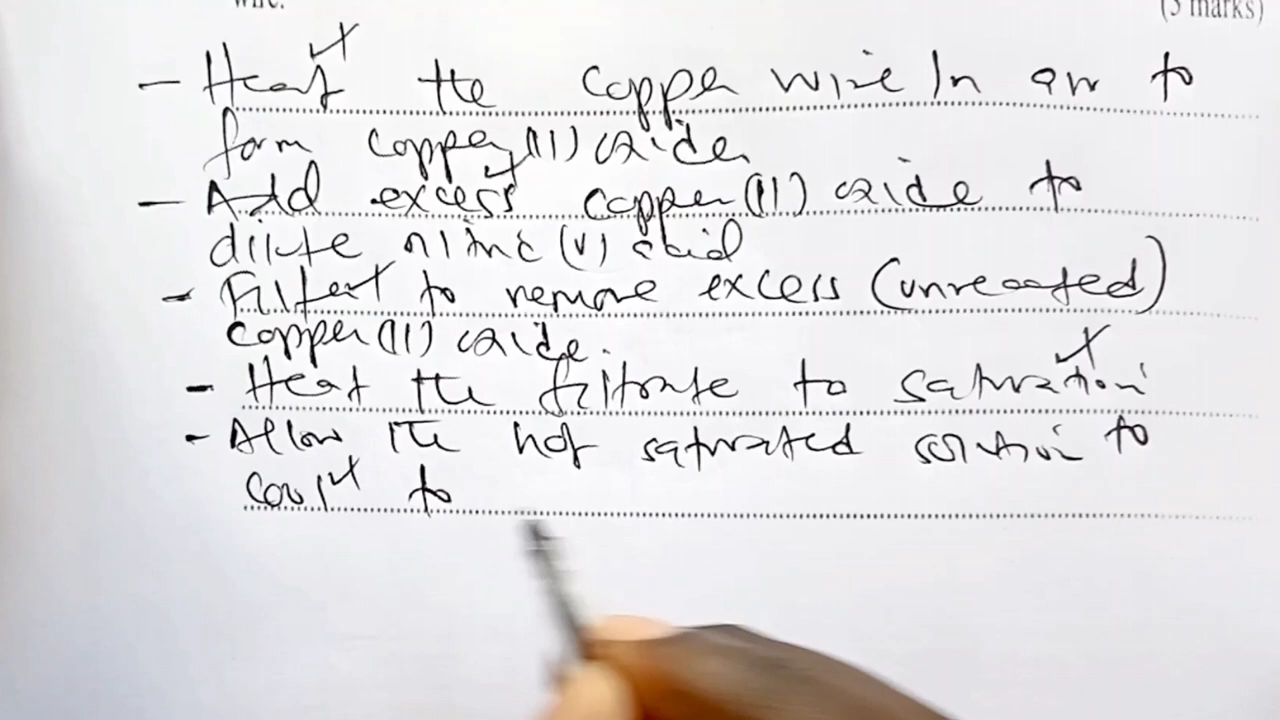 wire.
(3 marks)
- Heat the copper wire in air to
form copper(II) oxide.
- Add excess copper(II) oxide to
dilute nitric (V) acid
- Filter to remove excess (unreacted)
copper(II) oxide.
- Heat the filtrate to saturation
- Allow the hot saturated solution to
cool to